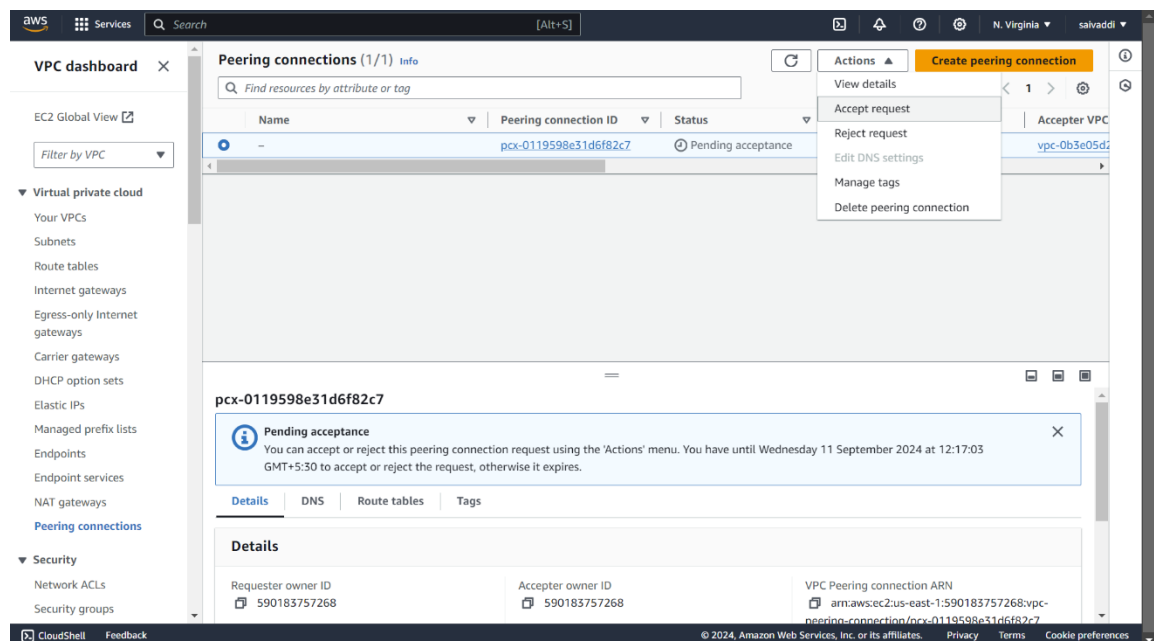 aws
Services
Search
[Alt+S]
N. Virginia ▼
saivaddi ▼
VPC dashboard
EC2 Global View
Filter by VPC
Virtual private cloud
Your VPCs
Subnets
Route tables
Internet gateways
Egress-only Internet
gateways
Carrier gateways
DHCP option sets
Elastic IPs
Managed prefix lists
Endpoints
Endpoint services
NAT gateways
Peering connections
Security
Network ACLs
Security groups
Peering connections (1/1) Info
Actions ▲
Create peering connection
Find resources by attribute or tag
< 1 >
View details
Accept request
Reject request
Edit DNS settings
Manage tags
Delete peering connection
Name
Peering connection ID
Status
Accepter VPC
–
pcx-0119598e31d6f82c7
Pending acceptance
vpc-0b3e05d2
pcx-0119598e31d6f82c7
Pending acceptance
You can accept or reject this peering connection request using the 'Actions' menu. You have until Wednesday 11 September 2024 at 12:17:03
GMT+5:30 to accept or reject the request, otherwise it expires.
Details
DNS
Route tables
Tags
Details
Requester owner ID
590183757268
Accepter owner ID
590183757268
VPC Peering connection ARN
arn:aws:ec2:us-east-1:590183757268:vpc-
peering-connection/pcx-0119598e31d6f82c7
CloudShell
Feedback
© 2024, Amazon Web Services, Inc. or its affiliates.
Privacy
Terms
Cookie preferences